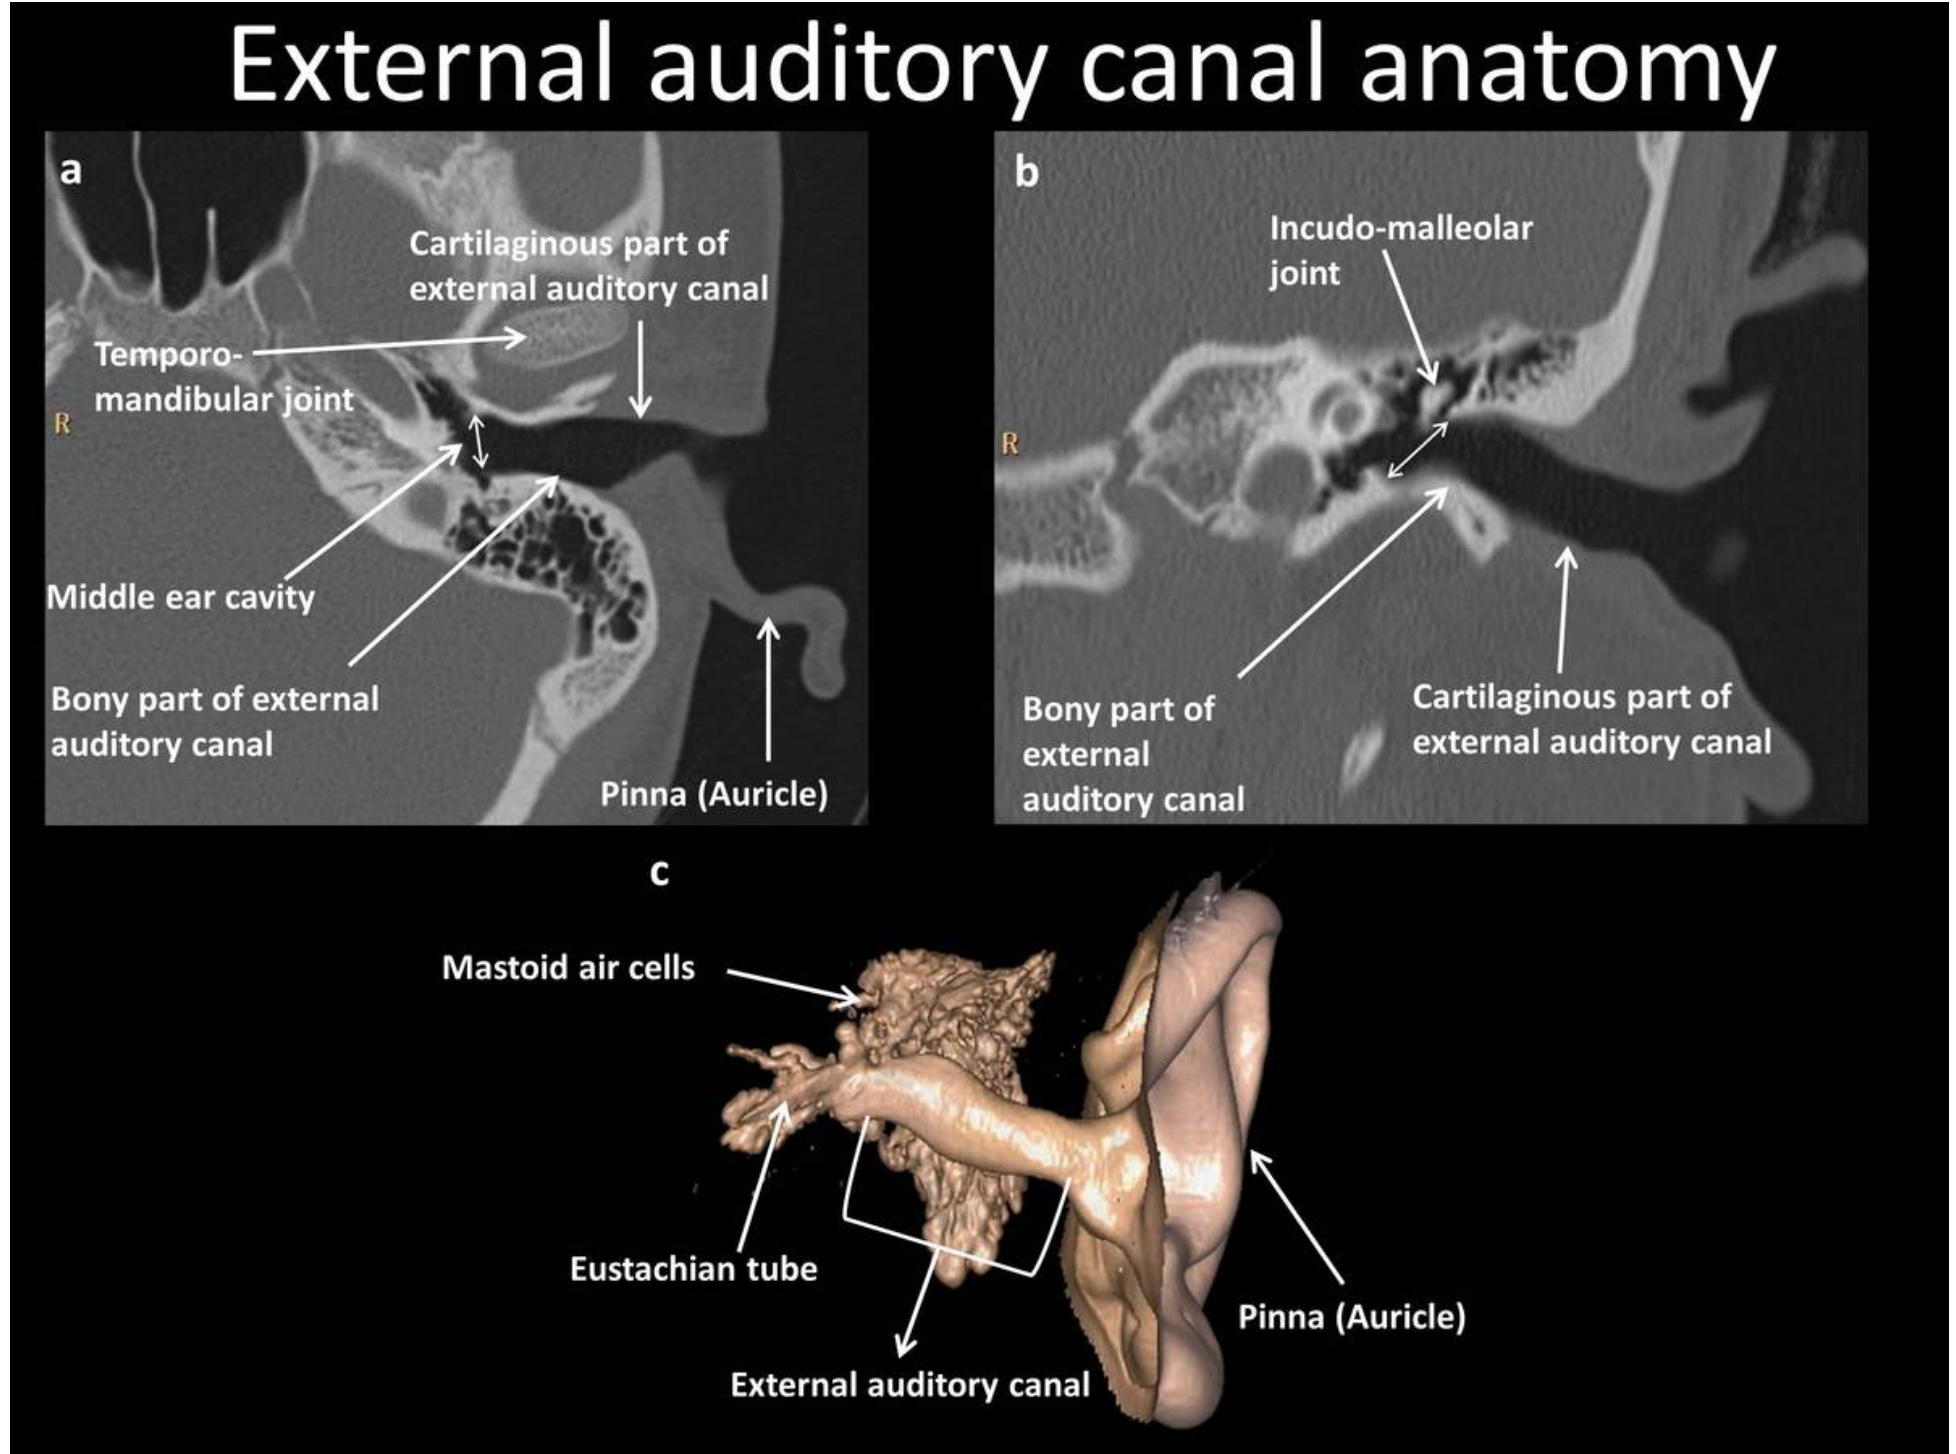 External auditory canal anatomy
a
Cartilaginous part of
external auditory canal
Temporo-
mandibular joint
R
Middle ear cavity
Bony part of external
auditory canal
Pinna (Auricle)
b
Incudo-malleolar
joint
R
Bony part of
external
auditory canal
Cartilaginous part of
external auditory canal
c
Mastoid air cells
Eustachian tube
External auditory canal
Pinna (Auricle)